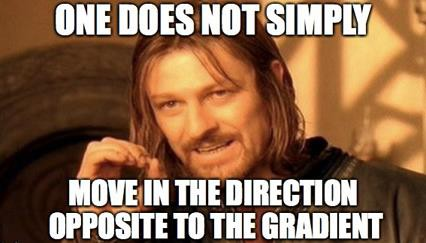 ONE DOES NOT SIMPLY
MOVE IN THE DIRECTION
OPPOSITE TO THE GRADIENT